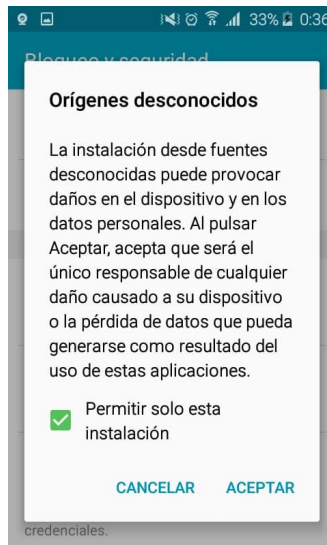 33% 0:36
Bloqueo y seguridad
Orígenes desconocidos
La instalación desde fuentes
desconocidas puede provocar
daños en el dispositivo y en los
datos personales. Al pulsar
Aceptar, acepta que será el
único responsable de cualquier
daño causado a su dispositivo
o la pérdida de datos que pueda
generarse como resultado del
uso de estas aplicaciones.
Permitir solo esta
instalación
CANCELAR ACEPTAR
credenciales.